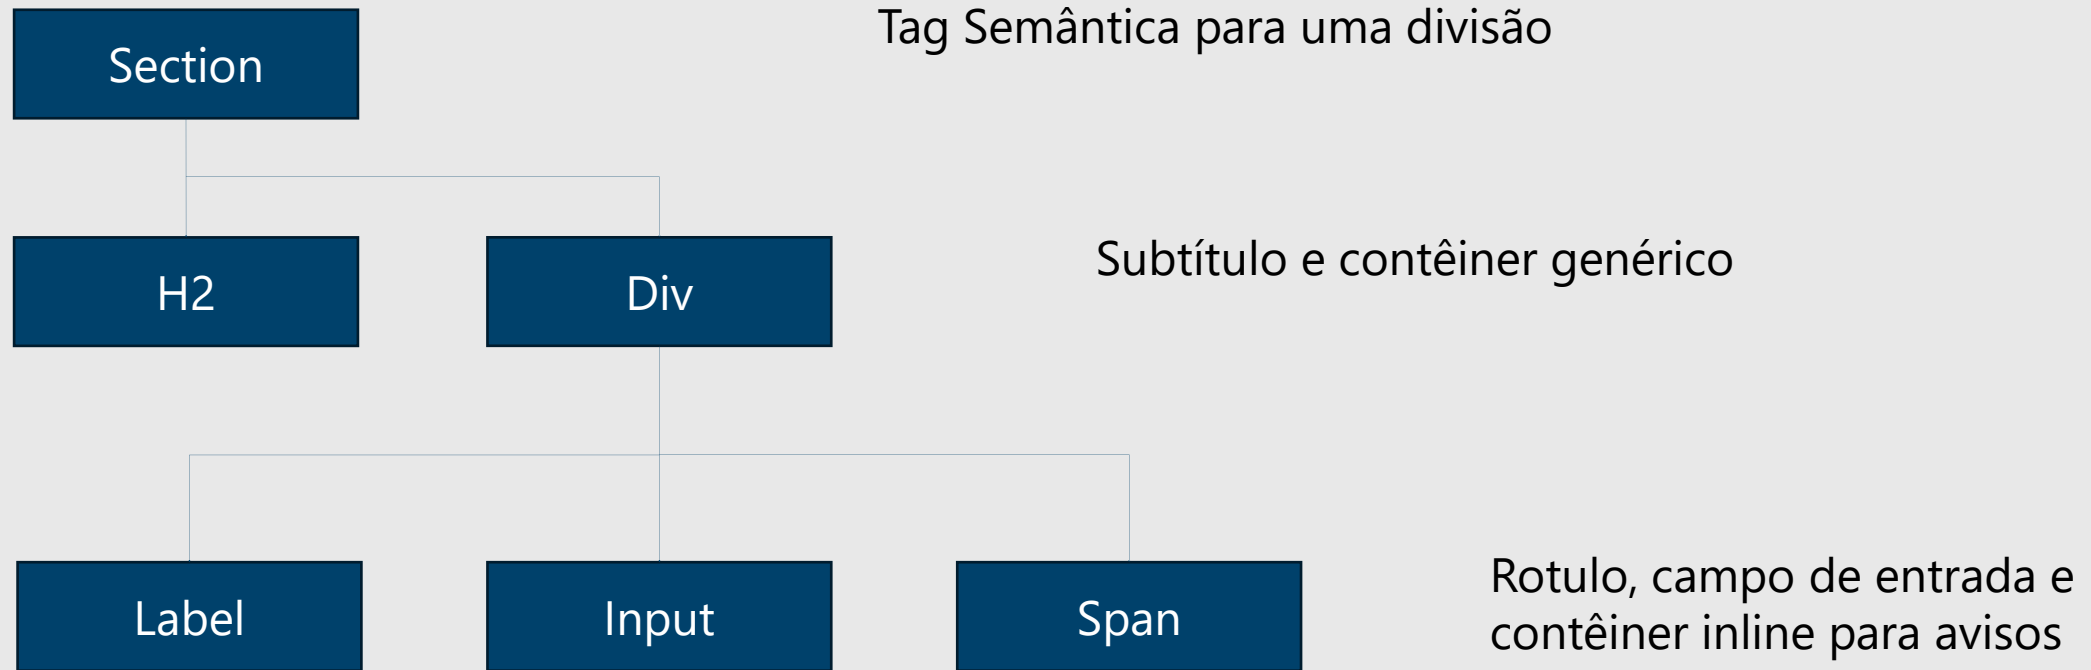 Tag Semântica para uma divisão
Section
H2
Div
Subtítulo e contêiner genérico
Label
Input
Span
Rotulo, campo de entrada e
contêiner inline para avisos